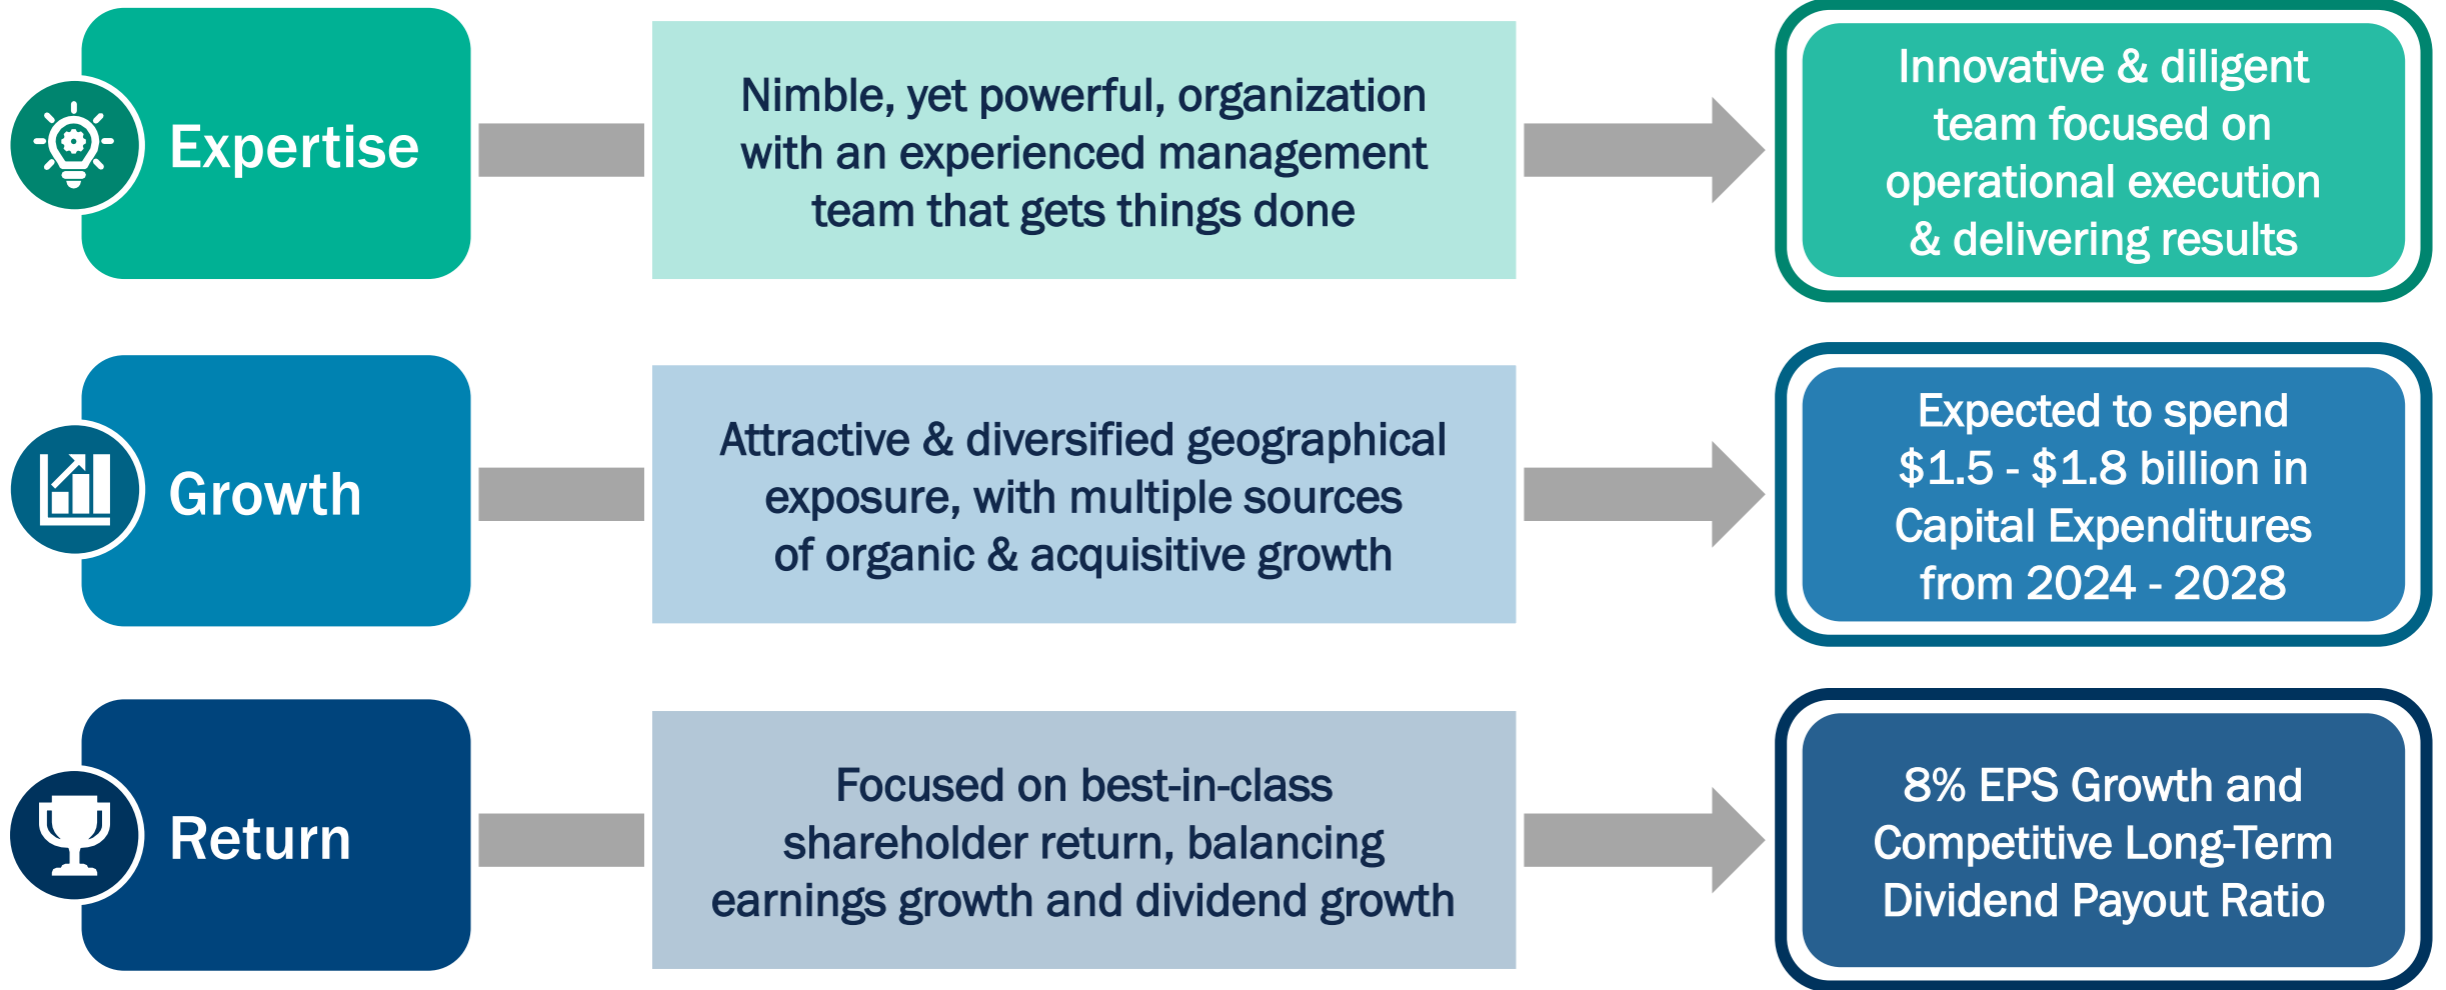 Expertise
Nimble, yet powerful, organization
with an experienced management
team that gets things done
Innovative & diligent
team focused on
operational execution
& delivering results
Growth
Attractive & diversified geographical
exposure, with multiple sources
of organic & acquisitive growth
Expected to spend
$1.5 - $1.8 billion in
Capital Expenditures
from 2024 - 2028
Return
Focused on best-in-class
shareholder return, balancing
earnings growth and dividend growth
8% EPS Growth and
Competitive Long-Term
Dividend Payout Ratio